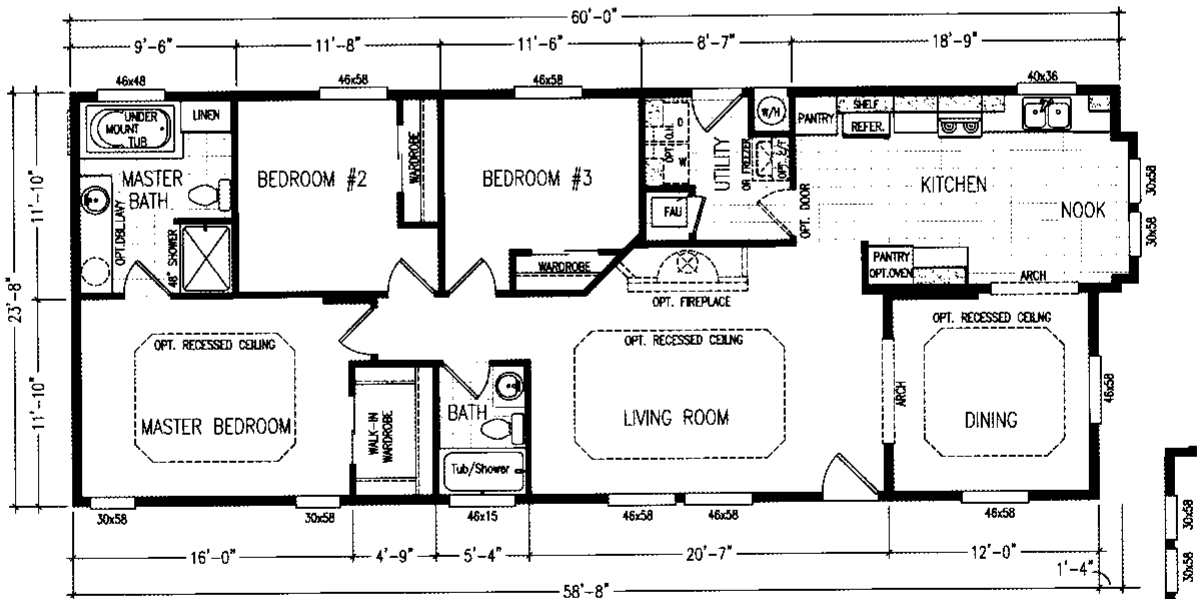 60'-0"
9'-6" 11'-8" 11'-6" 8'-7" 18'-9"
46x48 46x58 46x58 40x36
UNDER
MOUNT
TUB
LINEN
MASTER
BATH
OPT.DBL.LAVY
48" SHOWER
BEDROOM #2
WARDROBE
BEDROOM #3
WARDROBE
OPT.OLH
D
W
UTILITY
W/H
OR FREEZER
FAU
OPT. DOOR
PANTRY
SHELF
REFER.
KITCHEN
NOOK
30x58
30x58
PANTRY
OPT.OVEN
ARCH
OPT. FIREPLACE
11'-10"
23'-8"
11'-10"
OPT. RECESSED CEILING
MASTER BEDROOM
WALK-IN
WARDROBE
BATH
Tub/Shower
OPT. RECESSED CEILING
LIVING ROOM
ARCH
OPT. RECESSED CEILING
DINING
46x58
30x58 30x58 46x15 46x58 46x58 46x58
16'-0" 4'-9" 5'-4" 20'-7" 12'-0"
1'-4"
58'-8"
30x58
30x58